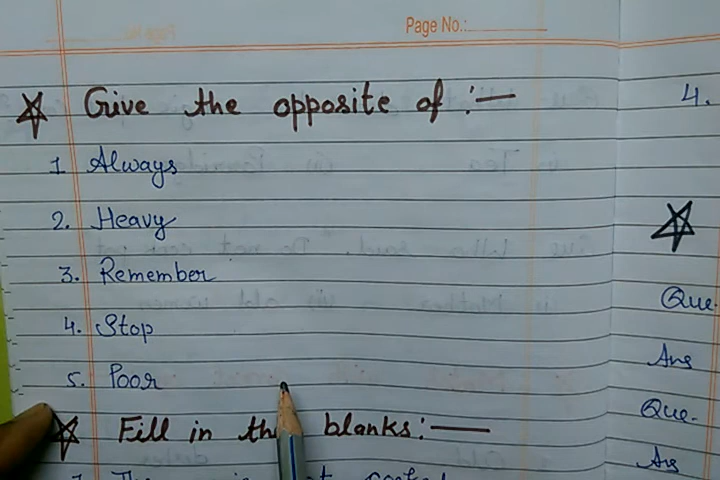 Page No.:
Give the opposite of :—
1 Always
2. Heavy
3. Remember
4. Stop
5. Poor
Fill in the blanks:—
4.
Que.
Ans
Que.
Ans